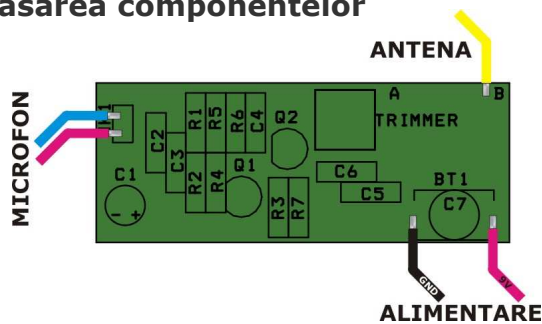 asarea componentelor
ANTENA
MICROFON
A
B
TRIMMER
1
C2
C3
R1
R5
R6
C4
Q2
R2
R4
Q1
C1
- +
R3
R7
C6
C5
BT1
C7
GND
9V
ALIMENTARE